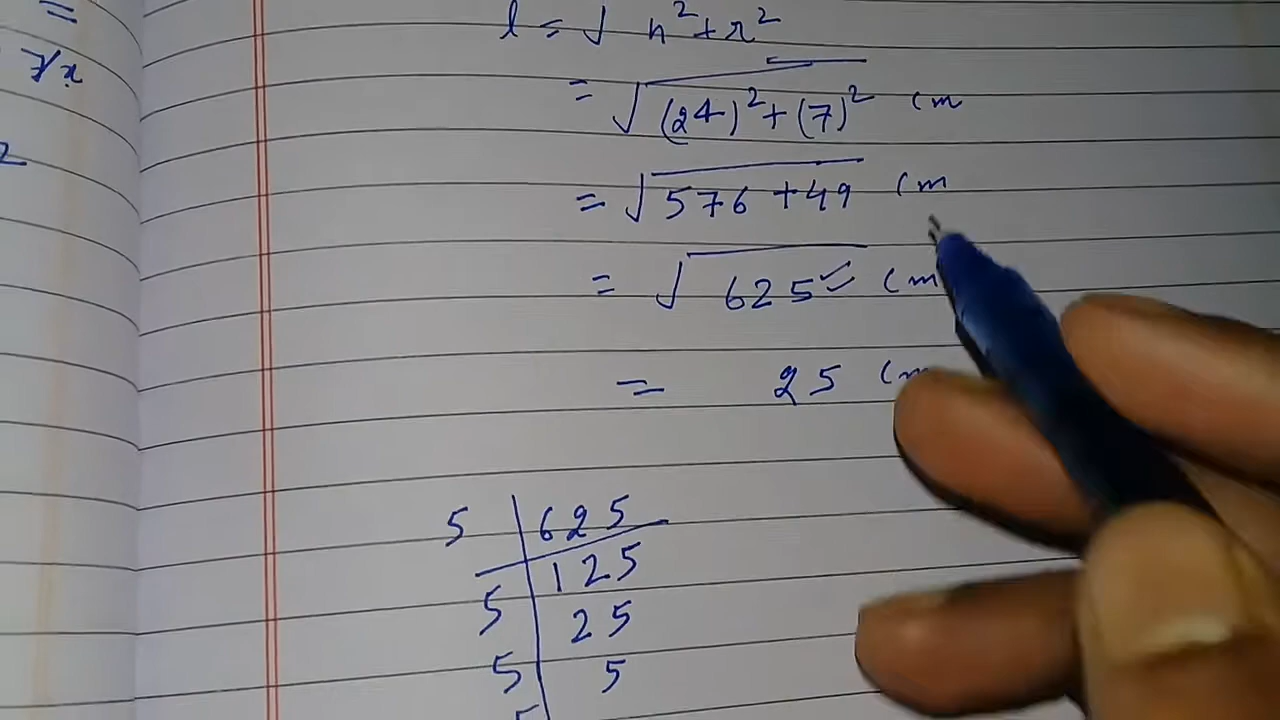 l = √ h²+r²
= √(24)²+(7)² cm
= √576+49 cm
= √625 cm
= 25 cm
5 | 625
5 | 125
5 | 25
5 | 5